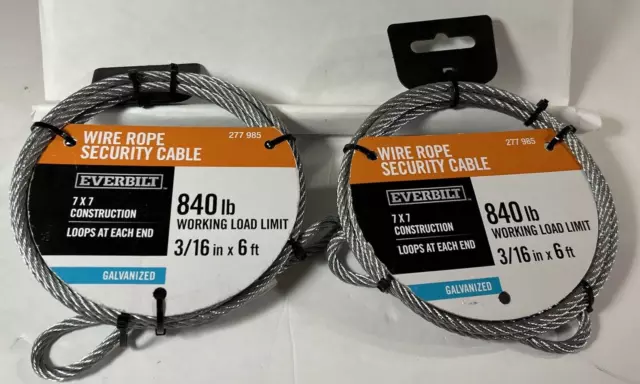 WIRE ROPE
SECURITY CABLE
277 985
EVERBILT
7 X 7
CONSTRUCTION
LOOPS AT EACH END
840 lb
WORKING LOAD LIMIT
3/16 in x 6 ft
GALVANIZED
WIRE ROPE
SECURITY CABLE
277 985
EVERBILT
7 X 7
CONSTRUCTION
LOOPS AT EACH END
840 lb
WORKING LOAD LIMIT
3/16 in x 6 ft
GALVANIZED